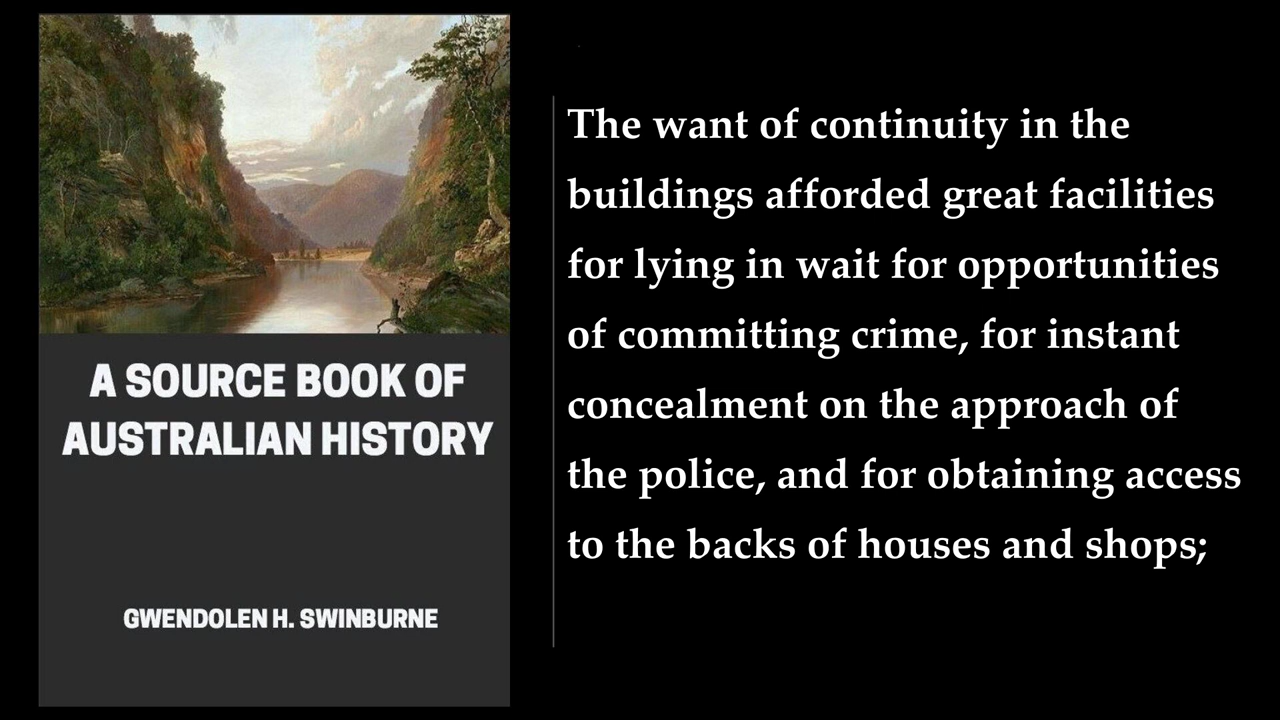 A SOURCE BOOK OF
AUSTRALIAN HISTORY
GWENDOLEN H. SWINBURNE
The want of continuity in the
buildings afforded great facilities
for lying in wait for opportunities
of committing crime, for instant
concealment on the approach of
the police, and for obtaining access
to the backs of houses and shops;